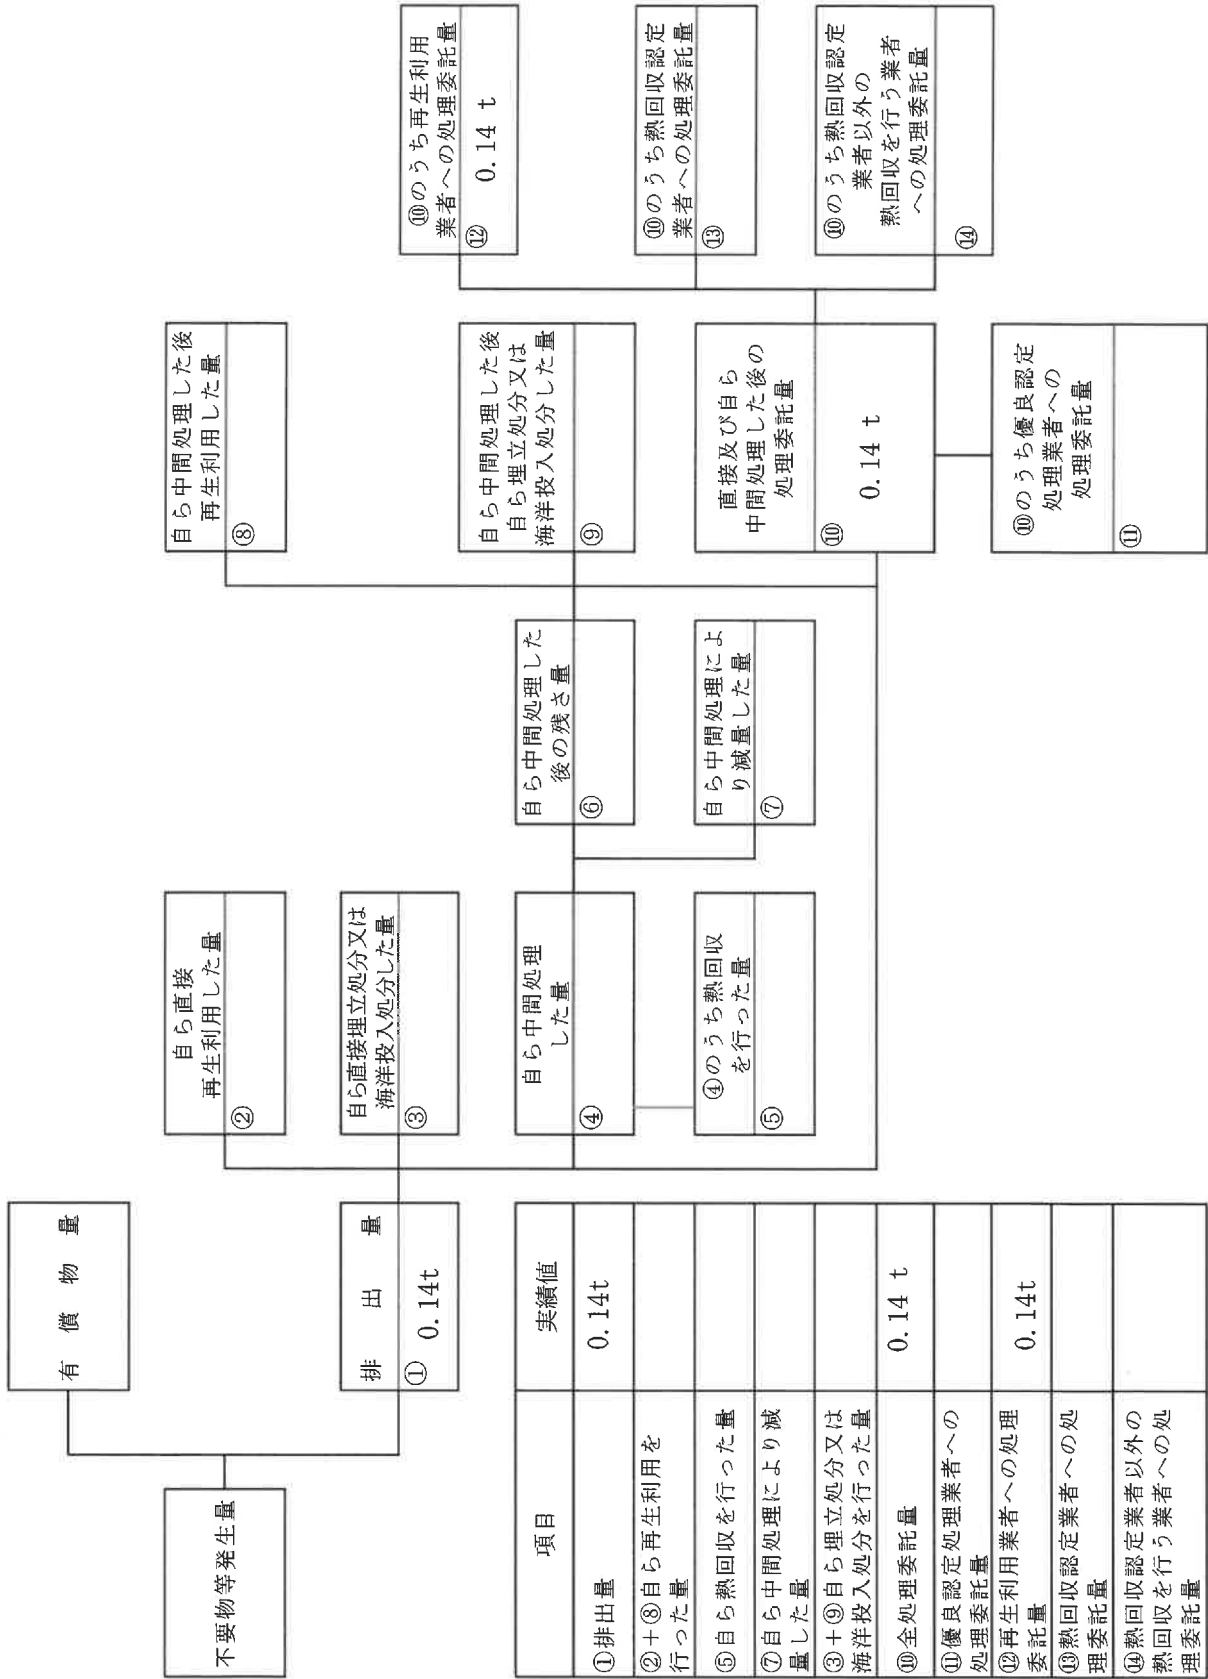 不要物等発生量
有償物量
排出量
① 0.14t
自ら直接
再生利用した量
②
自ら直接埋立処分又は
海洋投入処分した量
③
自ら中間処理
した量
④
④のうち熱回収
を行った量
⑤
自ら中間処理した
後の残さ量
⑥
自ら中間処理によ
り減量した量
⑦
自ら中間処理した後
再生利用した量
⑧
自ら中間処理した後
自ら埋立処分又は
海洋投入処分した量
⑨
直接及び自ら
中間処理した後の
処理委託量
⑩ 0.14 t
⑩のうち優良認定
処理業者への
処理委託量
⑪
⑩のうち再生利用
業者への処理委託量
⑫ 0.14 t
⑩のうち熱回収認定
業者への処理委託量
⑬
⑩のうち熱回収認定
業者以外の
熱回収を行う業者
への処理委託量
⑭
項目 実績値
①排出量 0.14t
②+⑧自ら再生利用を
行った量
⑤自ら熱回収を行った量
⑦自ら中間処理により減
量した量
③+⑨自ら埋立処分又は
海洋投入処分を行った量
⑩全処理委託量 0.14 t
⑪優良認定処理業者への
処理委託量
⑫再生利用業者への処理
委託量 0.14t
⑬熱回収認定業者への処
理委託量
⑭熱回収認定業者以外の
熱回収を行う業者への処
理委託量